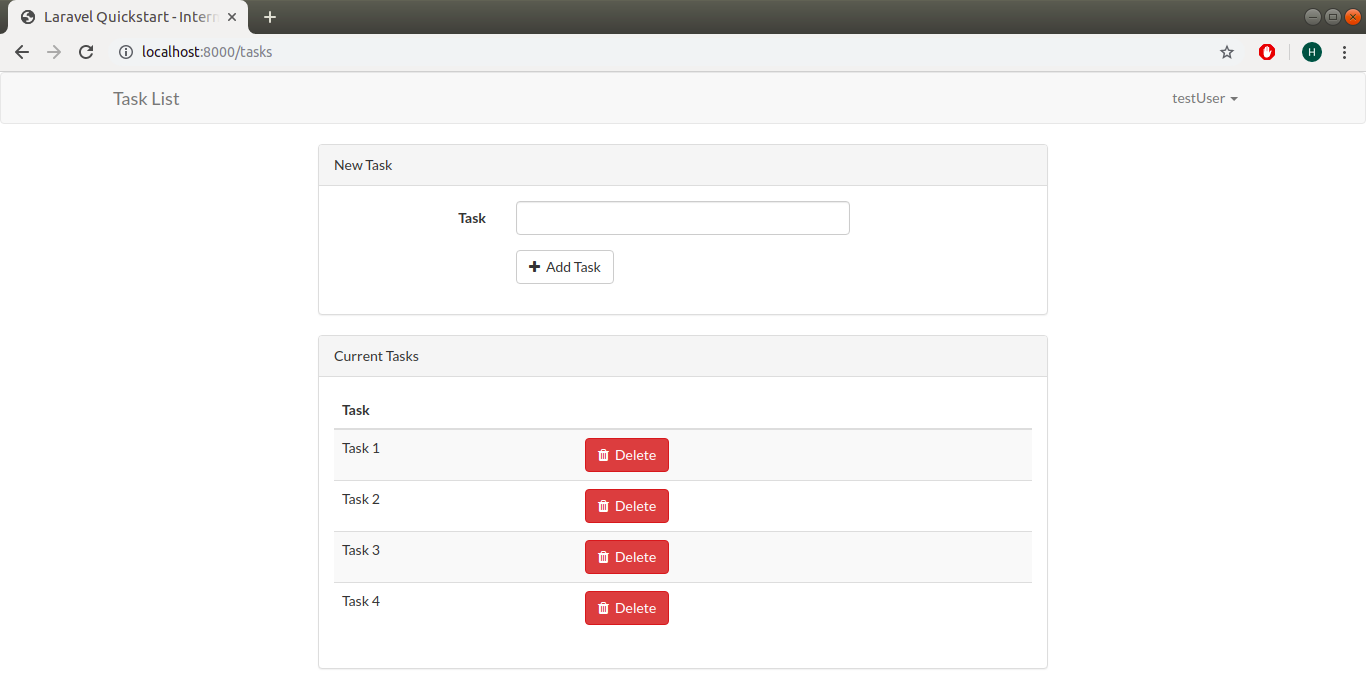 Laravel Quickstart - Intern
localhost:8000/tasks
H
Task List
testUser
New Task
Task
Add Task
Current Tasks
Task
Task 1 Delete
Task 2 Delete
Task 3 Delete
Task 4 Delete